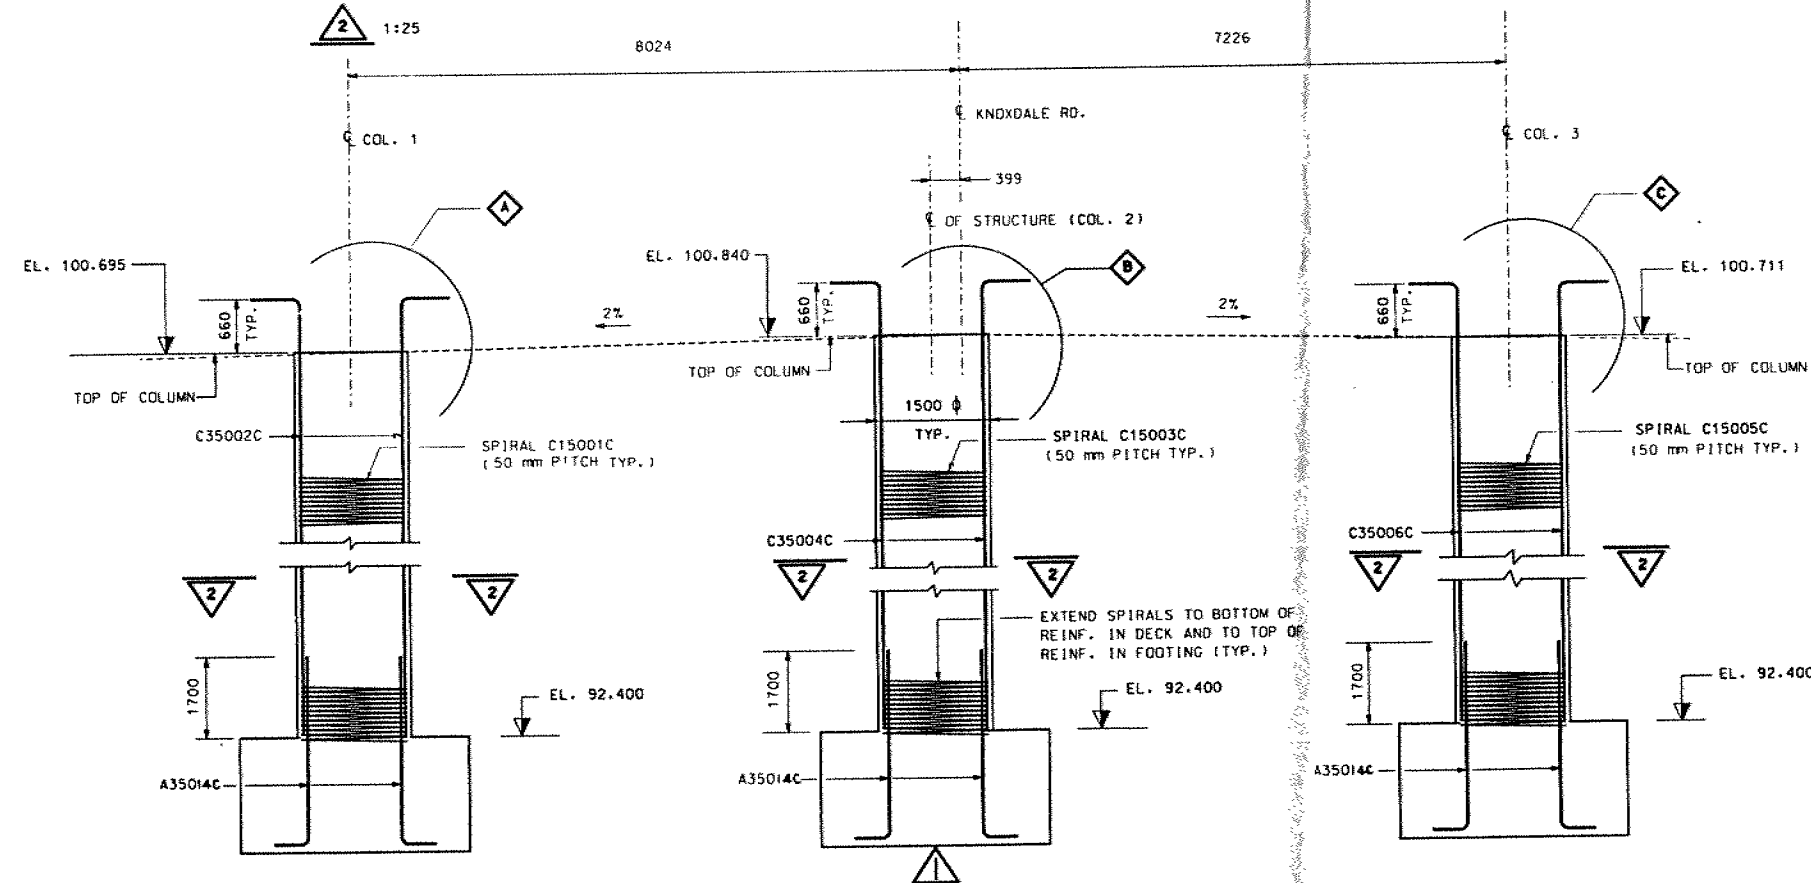 2 1:25
8024
7226
℄ KNOXDALE RD.
℄ COL. 1
℄ COL. 3
399
℄ OF STRUCTURE (COL. 2)
A
B
C
EL. 100.695
EL. 100.840
EL. 100.711
660 TYP.
660 TYP.
660 TYP.
2%
2%
TOP OF COLUMN
TOP OF COLUMN
TOP OF COLUMN
1500 Ø
TYP.
C35002C
SPIRAL C15001C
(50 mm PITCH TYP.)
SPIRAL C15003C
(50 mm PITCH TYP.)
SPIRAL C15005C
(50 mm PITCH TYP.)
C35004C
C35006C
2
2
2
2
2
2
EXTEND SPIRALS TO BOTTOM OF
REINF. IN DECK AND TO TOP OF
REINF. IN FOOTING (TYP.)
1700
1700
1700
EL. 92.400
EL. 92.400
EL. 92.400
A35014C
A35014C
A35014C
1